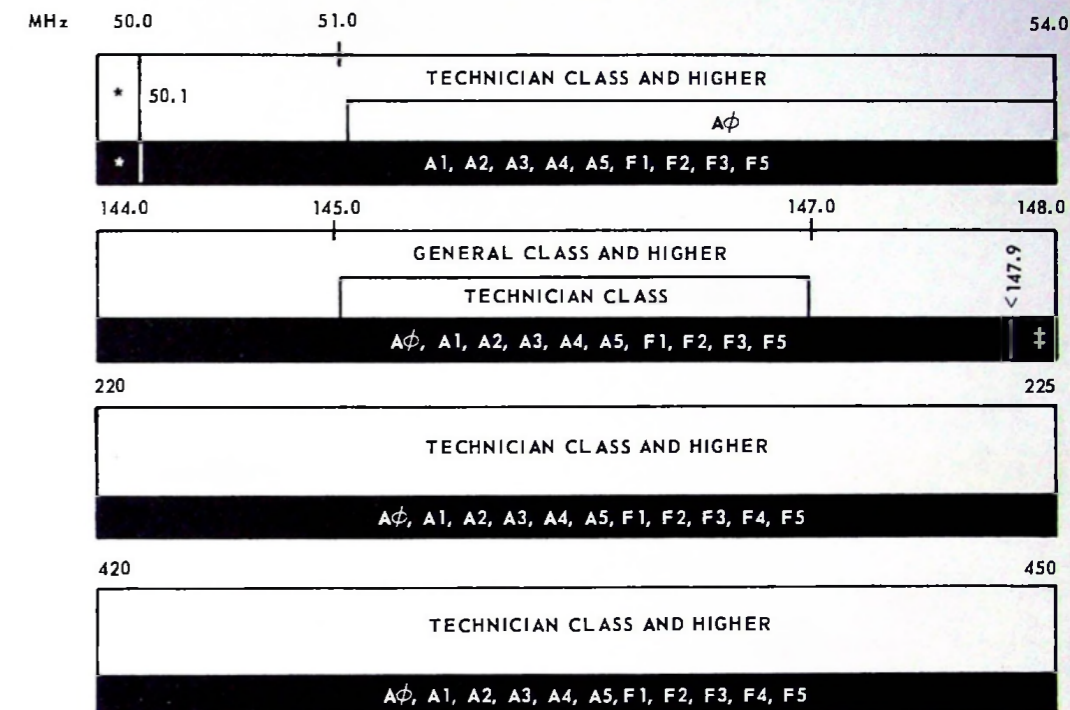 MHz 50.0 51.0 54.0
TECHNICIAN CLASS AND HIGHER
* 50.1
Aϕ
* A1, A2, A3, A4, A5, F1, F2, F3, F5
144.0 145.0 147.0 148.0
GENERAL CLASS AND HIGHER
<147.9
TECHNICIAN CLASS
Aϕ, A1, A2, A3, A4, A5, F1, F2, F3, F5 ‡
220 225
TECHNICIAN CLASS AND HIGHER
Aϕ, A1, A2, A3, A4, A5, F1, F2, F3, F4, F5
420 450
TECHNICIAN CLASS AND HIGHER
Aϕ, A1, A2, A3, A4, A5, F1, F2, F3, F4, F5